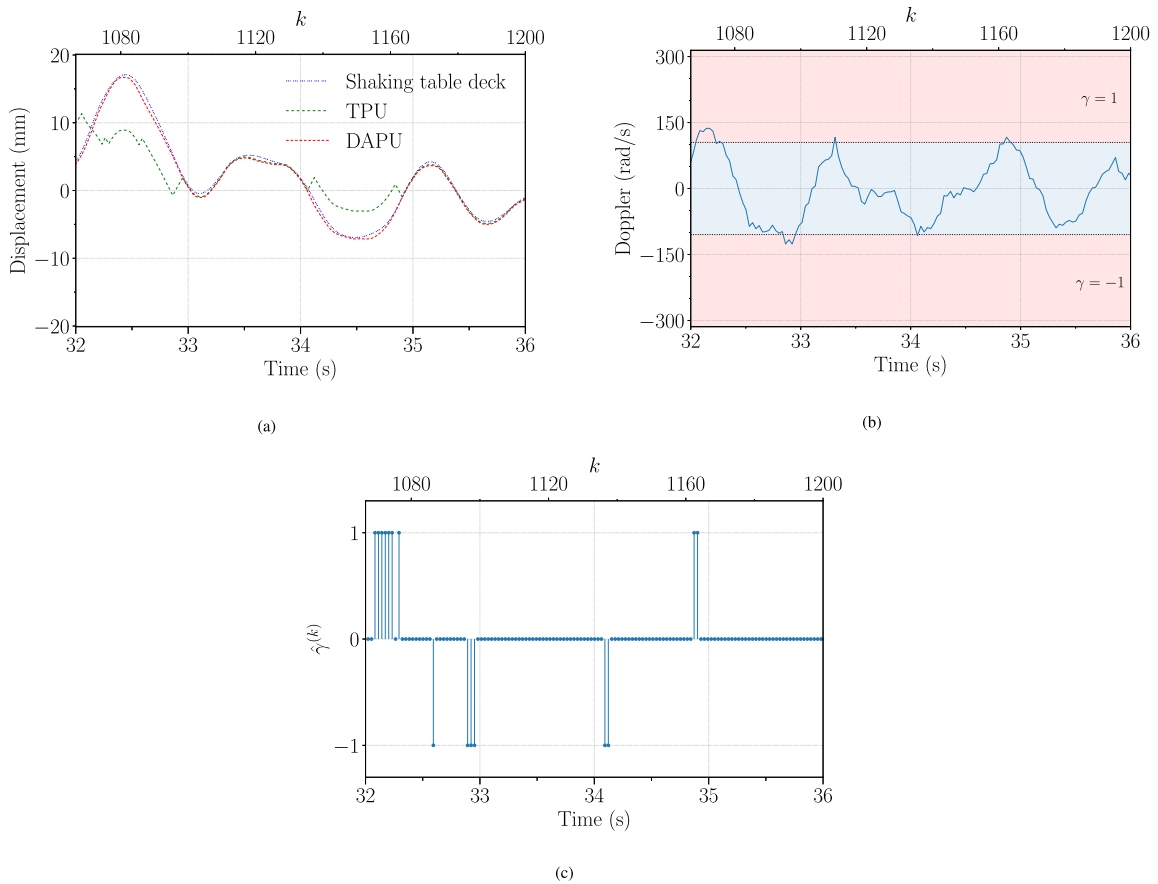 k
1080 1120 1160 1200
20
10
0
−10
−20
Displacement (mm)
Shaking table deck
TPU
DAPU
32 33 34 35 36
Time (s)
(a)
k
1080 1120 1160 1200
300
150
0
−150
−300
Doppler (rad/s)
γ = 1
γ = −1
32 33 34 35 36
Time (s)
(b)
k
1080 1120 1160 1200
1
0
−1
γ̂^(k)
32 33 34 35 36
Time (s)
(c)